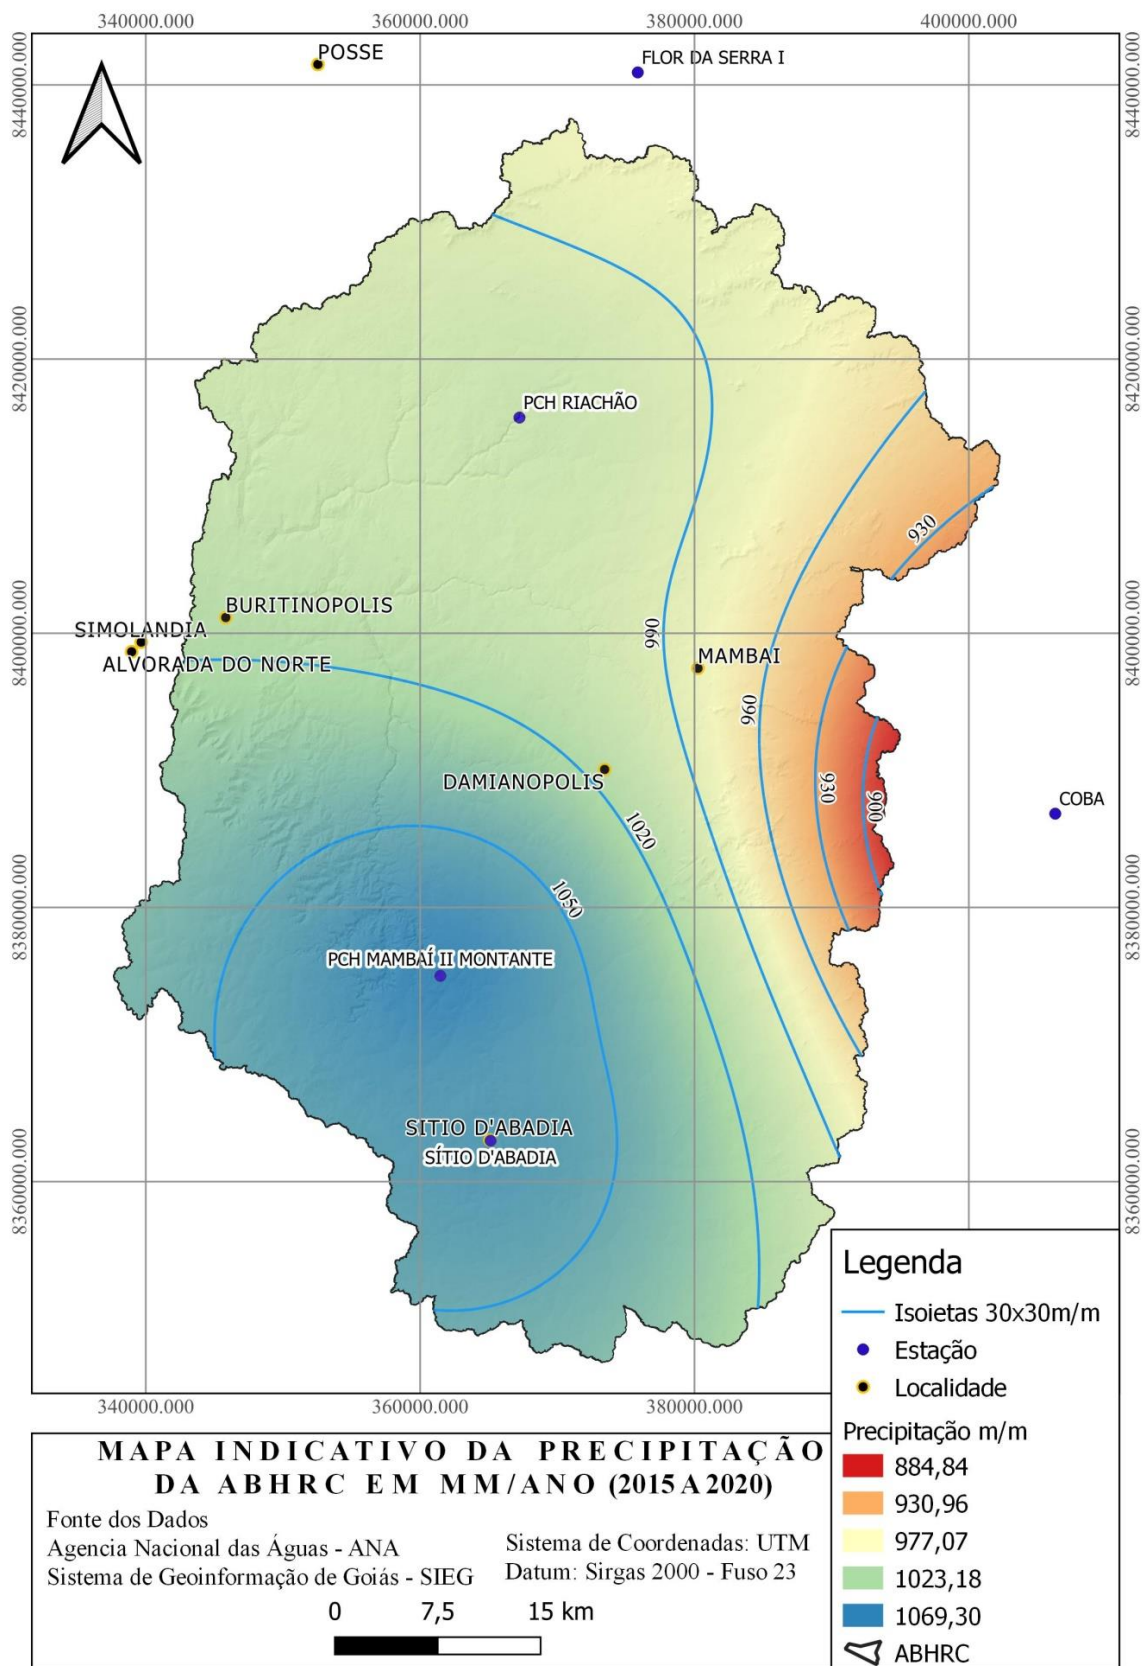 340000.000
360000.000
380000.000
400000.000
8440000.000
8440000.000
POSSE
FLOR DA SERRA I
8420000.000
8420000.000
PCH RIACHÃO
930
BURITINOPOLIS
SIMOLANDIA
8400000.000
8400000.000
990
MAMBAI
ALVORADA DO NORTE
960
DAMIANOPOLIS
930
900
COBA
1020
1050
8380000.000
8380000.000
PCH MAMBAÍ II MONTANTE
SITIO D'ABADIA
SÍTIO D'ABADIA
8360000.000
8360000.000
340000.000
360000.000
380000.000
Legenda
Isoietas 30x30m/m
Estação
Localidade
Precipitação m/m
884,84
930,96
977,07
1023,18
1069,30
ABHRC
MAPA INDICATIVO DA PRECIPITAÇÃO
DA ABHRC EM MM/ANO (2015 A 2020)
Fonte dos Dados
Agencia Nacional das Águas - ANA
Sistema de Geoinformação de Goiás - SIEG
Sistema de Coordenadas: UTM
Datum: Sirgas 2000 - Fuso 23
0 7,5 15 km